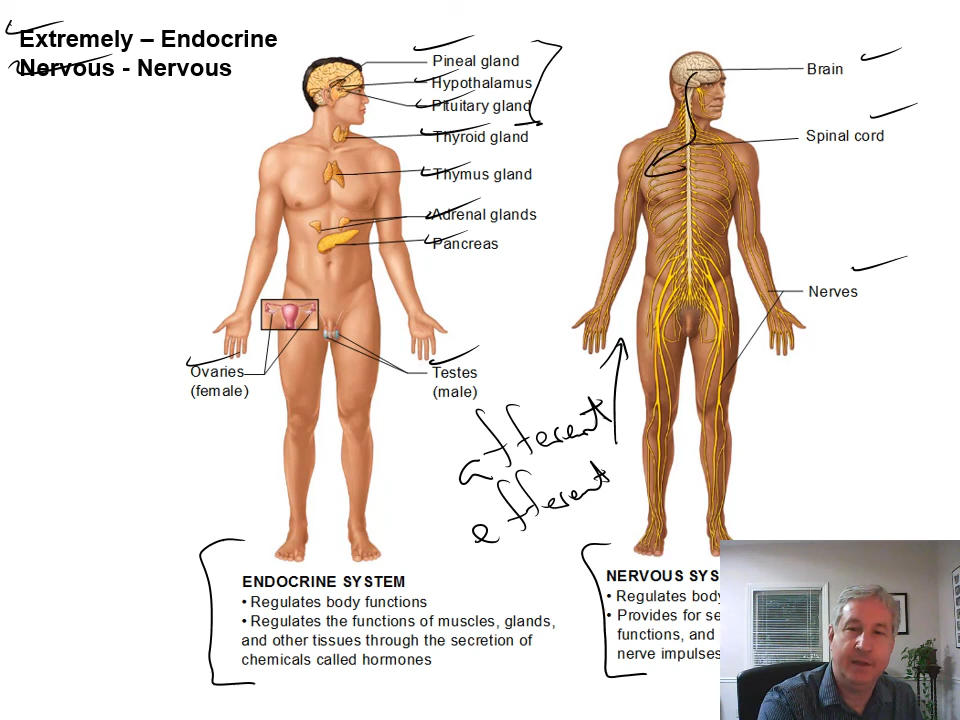 Extremely – Endocrine
Nervous - Nervous
Pineal gland
Hypothalamus
Pituitary gland
Thyroid gland
Thymus gland
Adrenal glands
Pancreas
Ovaries
(female)
Testes
(male)
Brain
Spinal cord
Nerves
afferent
efferent
ENDOCRINE SYSTEM
• Regulates body functions
• Regulates the functions of muscles, glands,
and other tissues through the secretion of
chemicals called hormones
NERVOUS SYS
• Regulates body
• Provides for se
functions, and
nerve impulses